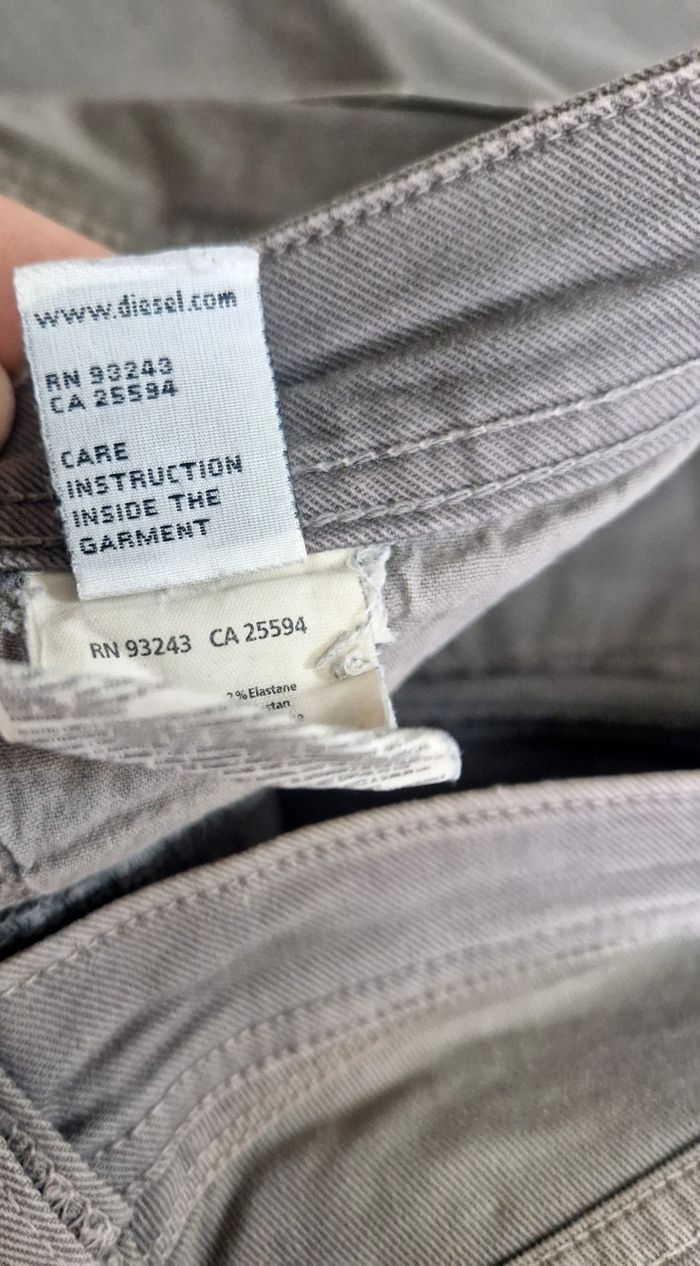 www.diesel.com
RN 93243
CA 25594
CARE
INSTRUCTION
INSIDE THE
GARMENT
RN 93243 CA 25594
% Elastane